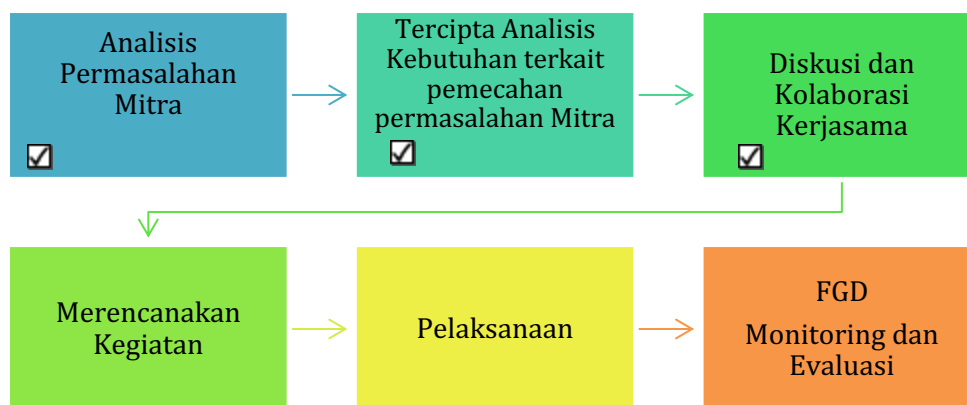 Analisis
Permasalahan
Mitra
Tercipta Analisis
Kebutuhan terkait
pemecahan
permasalahan Mitra
Diskusi dan
Kolaborasi
Kerjasama
Merencanakan
Kegiatan
Pelaksanaan
FGD
Monitoring dan
Evaluasi